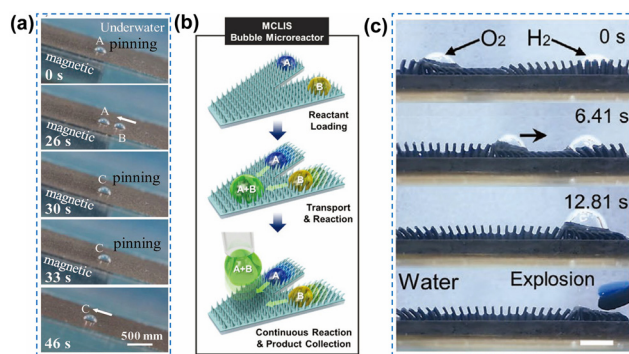 (a)
Underwater
A
pinning
magnetic
0 s
A
B
magnetic
26 s
pinning
C
magnetic
30 s
pinning
C
magnetic
33 s
C
magnetic
46 s
500 mm
(b)
MCLIS
Bubble Microreactor
A
B
Reactant
Loading
A
A+B
B
Transport
& Reaction
A+B
A
B
Continuous Reaction
& Product Collection
(c)
O₂
H₂
0 s
6.41 s
12.81 s
Water
Explosion